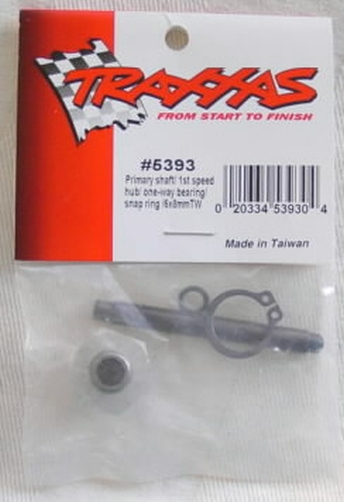 TRAXXAS
FROM START TO FINISH
#5393
Primary shaft/ 1st speed
hub/ one-way bearing/
snap ring /5x8mmTW
0 20334 53930 4
Made in Taiwan